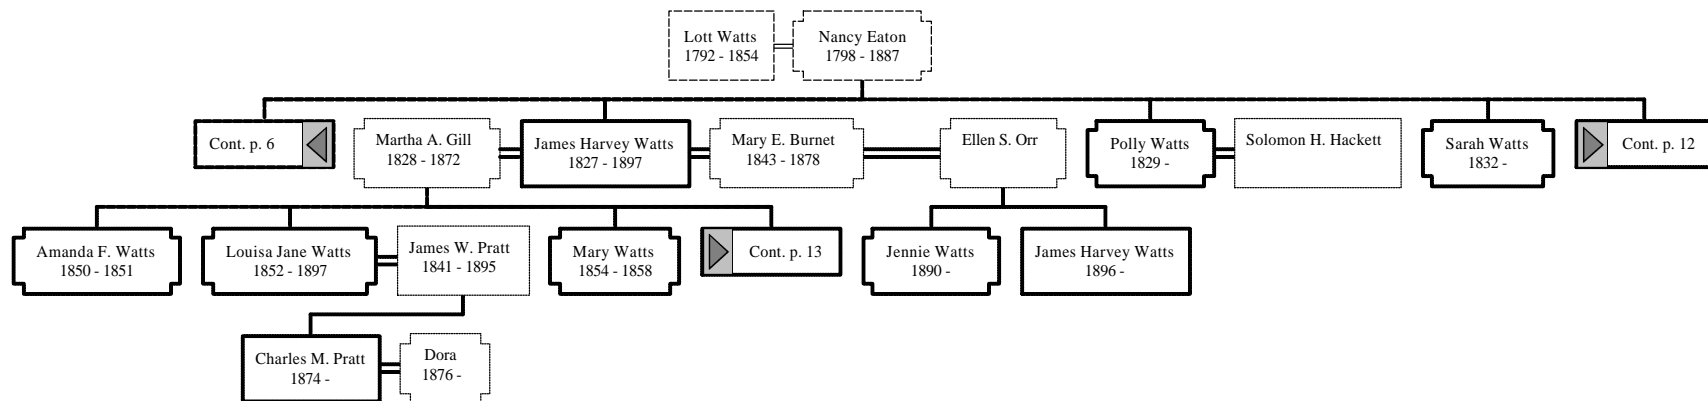 Lott Watts
1792 - 1854
Nancy Eaton
1798 - 1887
Cont. p. 6
Martha A. Gill
1828 - 1872
James Harvey Watts
1827 - 1897
Mary E. Burnet
1843 - 1878
Ellen S. Orr
Polly Watts
1829 -
Solomon H. Hackett
Sarah Watts
1832 -
Cont. p. 12
Amanda F. Watts
1850 - 1851
Louisa Jane Watts
1852 - 1897
James W. Pratt
1841 - 1895
Mary Watts
1854 - 1858
Cont. p. 13
Jennie Watts
1890 -
James Harvey Watts
1896 -
Charles M. Pratt
1874 -
Dora
1876 -